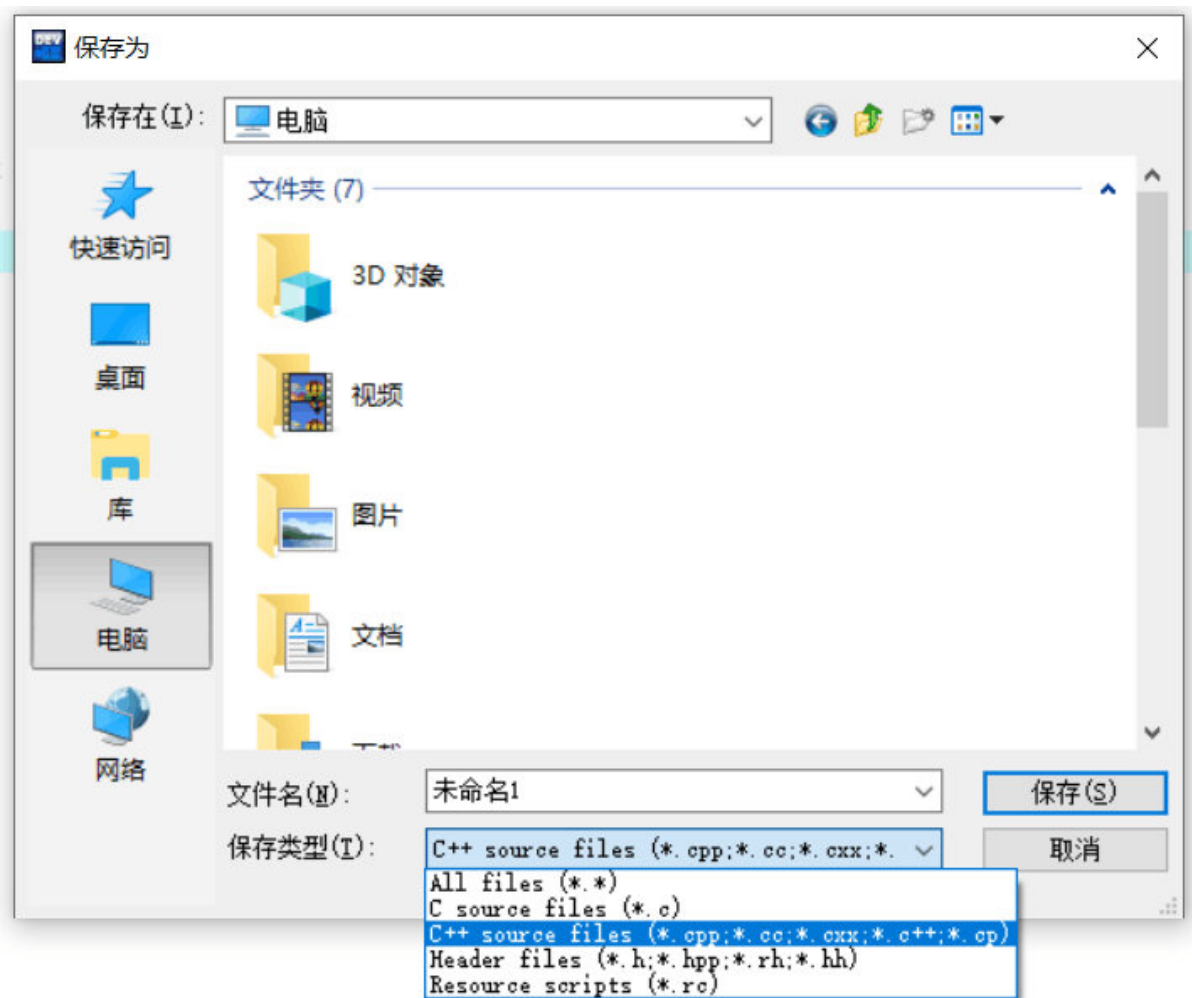 保存为
保存在(I):
电脑
快速访问
桌面
库
电脑
网络
文件夹 (7)
3D 对象
视频
图片
文档
文件名(N):
未命名1
保存(S)
保存类型(T):
C++ source files (*.cpp;*.cc;*.cxx;*.
取消
All files (*.*)
C source files (*.c)
C++ source files (*.cpp;*.cc;*.cxx;*.c++;*.cp)
Header files (*.h;*.hpp;*.rh;*.hh)
Resource scripts (*.rc)